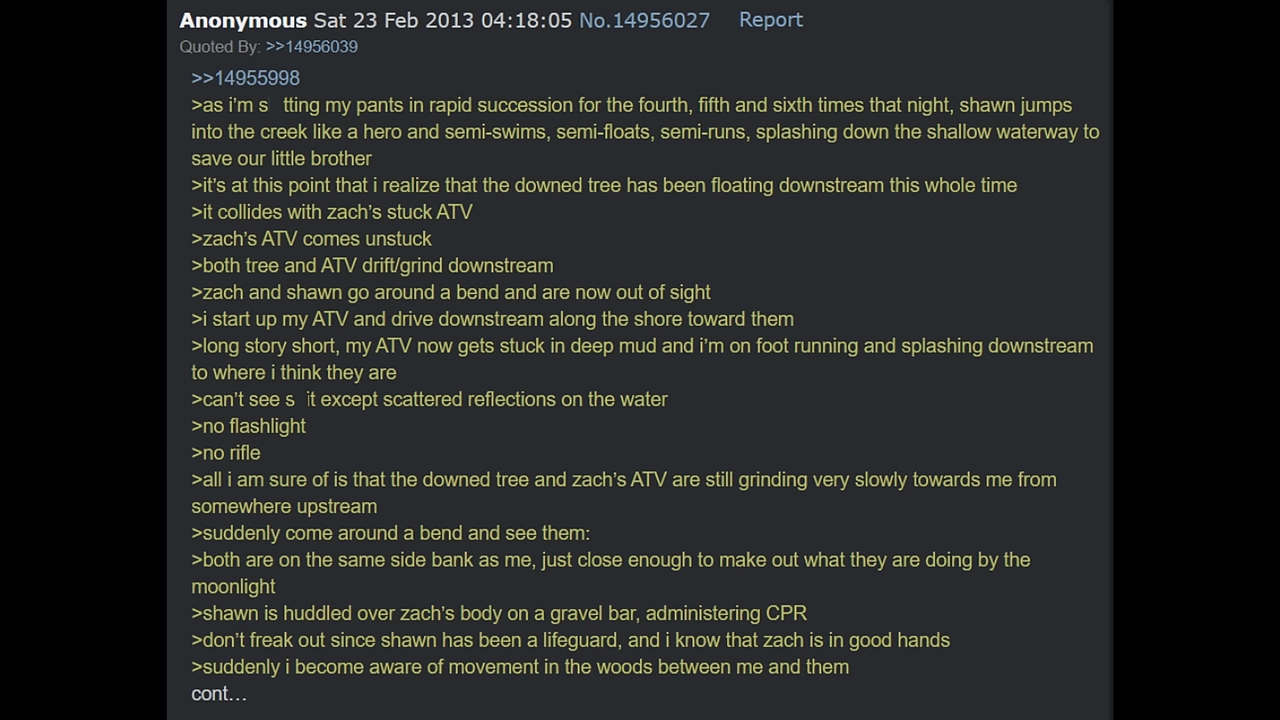 Anonymous Sat 23 Feb 2013 04:18:05 No.14956027 Report
Quoted By: >>14956039
>>14955998
>as i’m s tting my pants in rapid succession for the fourth, fifth and sixth times that night, shawn jumps
into the creek like a hero and semi-swims, semi-floats, semi-runs, splashing down the shallow waterway to
save our little brother
>it’s at this point that i realize that the downed tree has been floating downstream this whole time
>it collides with zach’s stuck ATV
>zach’s ATV comes unstuck
>both tree and ATV drift/grind downstream
>zach and shawn go around a bend and are now out of sight
>i start up my ATV and drive downstream along the shore toward them
>long story short, my ATV now gets stuck in deep mud and i’m on foot running and splashing downstream
to where i think they are
>can’t see s it except scattered reflections on the water
>no flashlight
>no rifle
>all i am sure of is that the downed tree and zach’s ATV are still grinding very slowly towards me from
somewhere upstream
>suddenly come around a bend and see them:
>both are on the same side bank as me, just close enough to make out what they are doing by the
moonlight
>shawn is huddled over zach’s body on a gravel bar, administering CPR
>don’t freak out since shawn has been a lifeguard, and i know that zach is in good hands
>suddenly i become aware of movement in the woods between me and them
cont…